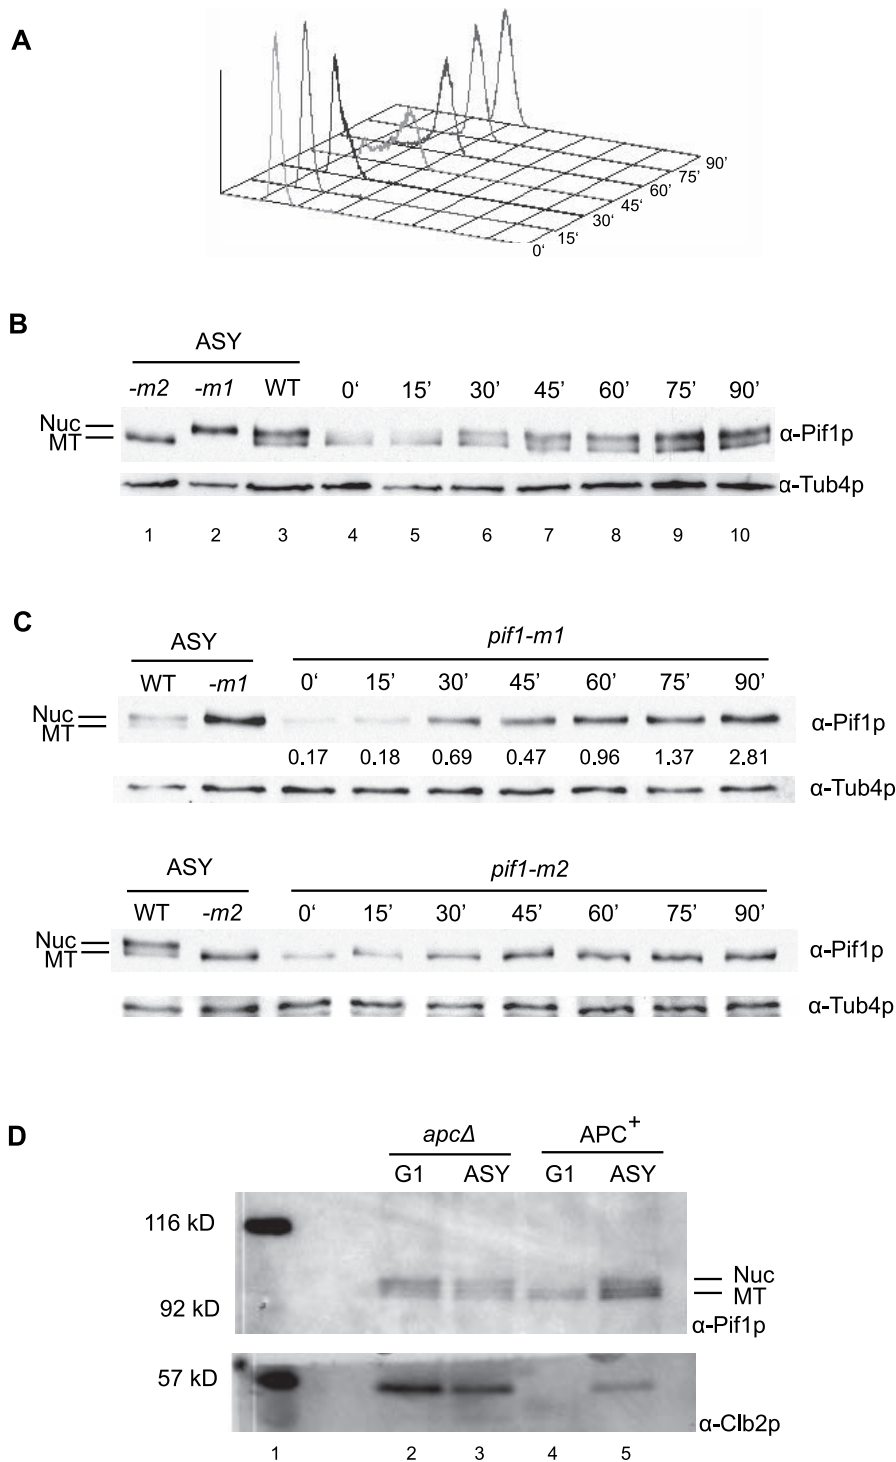 A
0‘ 15‘ 30‘ 45‘ 60‘ 75‘ 90‘
B
ASY
-m2 -m1 WT 0‘ 15’ 30’ 45’ 60’ 75’ 90’
Nuc
MT
α-Pif1p
α-Tub4p
1 2 3 4 5 6 7 8 9 10
C
ASY pif1-m1
WT -m1 0‘ 15’ 30’ 45’ 60’ 75’ 90’
Nuc
MT
α-Pif1p
0.17 0.18 0.69 0.47 0.96 1.37 2.81
α-Tub4p
ASY pif1-m2
WT -m2 0‘ 15’ 30’ 45’ 60’ 75’ 90’
Nuc
MT
α-Pif1p
α-Tub4p
D
apcΔ APC+
G1 ASY G1 ASY
116 kD
Nuc
MT
92 kD
α-Pif1p
57 kD
α-Clb2p
1 2 3 4 5